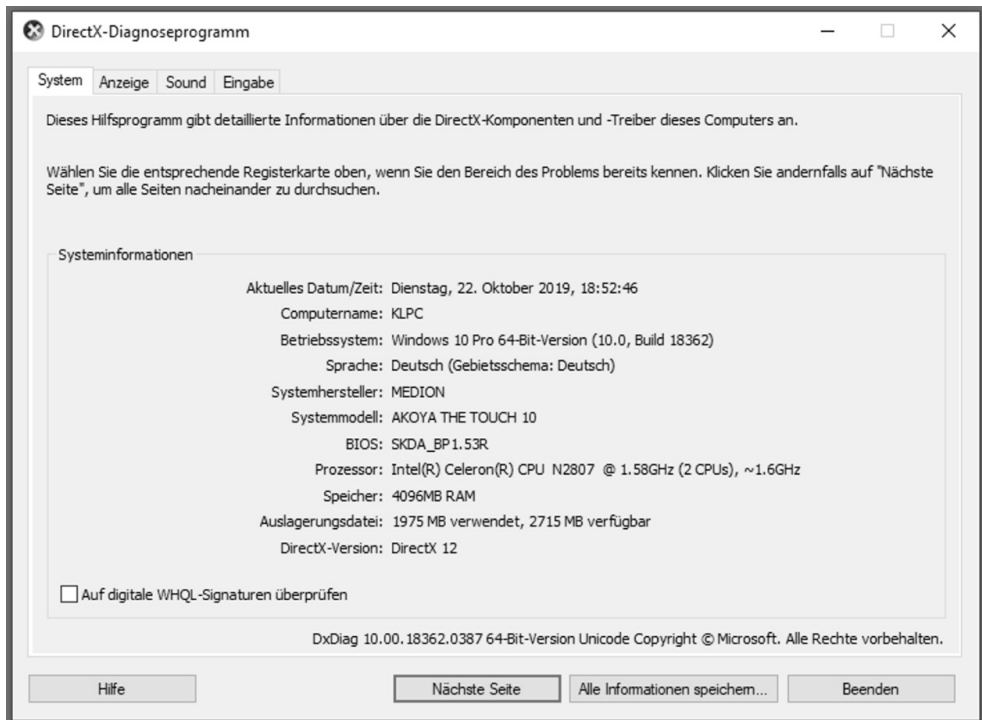 DirectX-Diagnoseprogramm
System Anzeige Sound Eingabe
Dieses Hilfsprogramm gibt detaillierte Informationen über die DirectX-Komponenten und -Treiber dieses Computers an.
Wählen Sie die entsprechende Registerkarte oben, wenn Sie den Bereich des Problems bereits kennen. Klicken Sie andernfalls auf "Nächste
Seite", um alle Seiten nacheinander zu durchsuchen.
Systeminformationen
Aktuelles Datum/Zeit: Dienstag, 22. Oktober 2019, 18:52:46
Computername: KLPC
Betriebssystem: Windows 10 Pro 64-Bit-Version (10.0, Build 18362)
Sprache: Deutsch (Gebietsschema: Deutsch)
Systemhersteller: MEDION
Systemmodell: AKOYA THE TOUCH 10
BIOS: SKDA_BP1.53R
Prozessor: Intel(R) Celeron(R) CPU N2807 @ 1.58GHz (2 CPUs), ~1.6GHz
Speicher: 4096MB RAM
Auslagerungsdatei: 1975 MB verwendet, 2715 MB verfügbar
DirectX-Version: DirectX 12
Auf digitale WHQL-Signaturen überprüfen
DxDiag 10.00.18362.0387 64-Bit-Version Unicode Copyright © Microsoft. Alle Rechte vorbehalten.
Hilfe Nächste Seite Alle Informationen speichern... Beenden